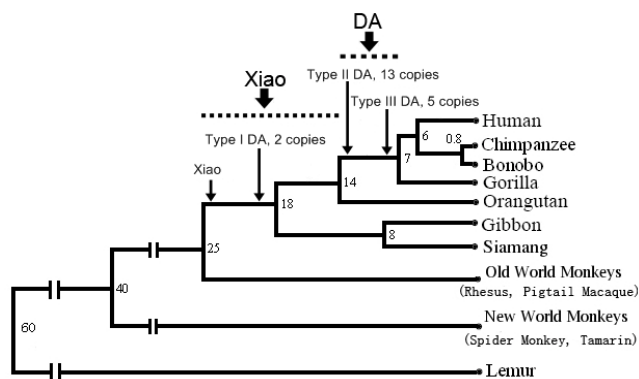 DA
Xiao
Type II DA, 13 copies
Type III DA, 5 copies
Type I DA, 2 copies
Xiao
Human
6
0.8
Chimpanzee
Bonobo
7
Gorilla
14
Orangutan
18
Gibbon
8
Siamang
25
Old World Monkeys
(Rhesus, Pigtail Macaque)
40
New World Monkeys
(Spider Monkey, Tamarin)
60
Lemur